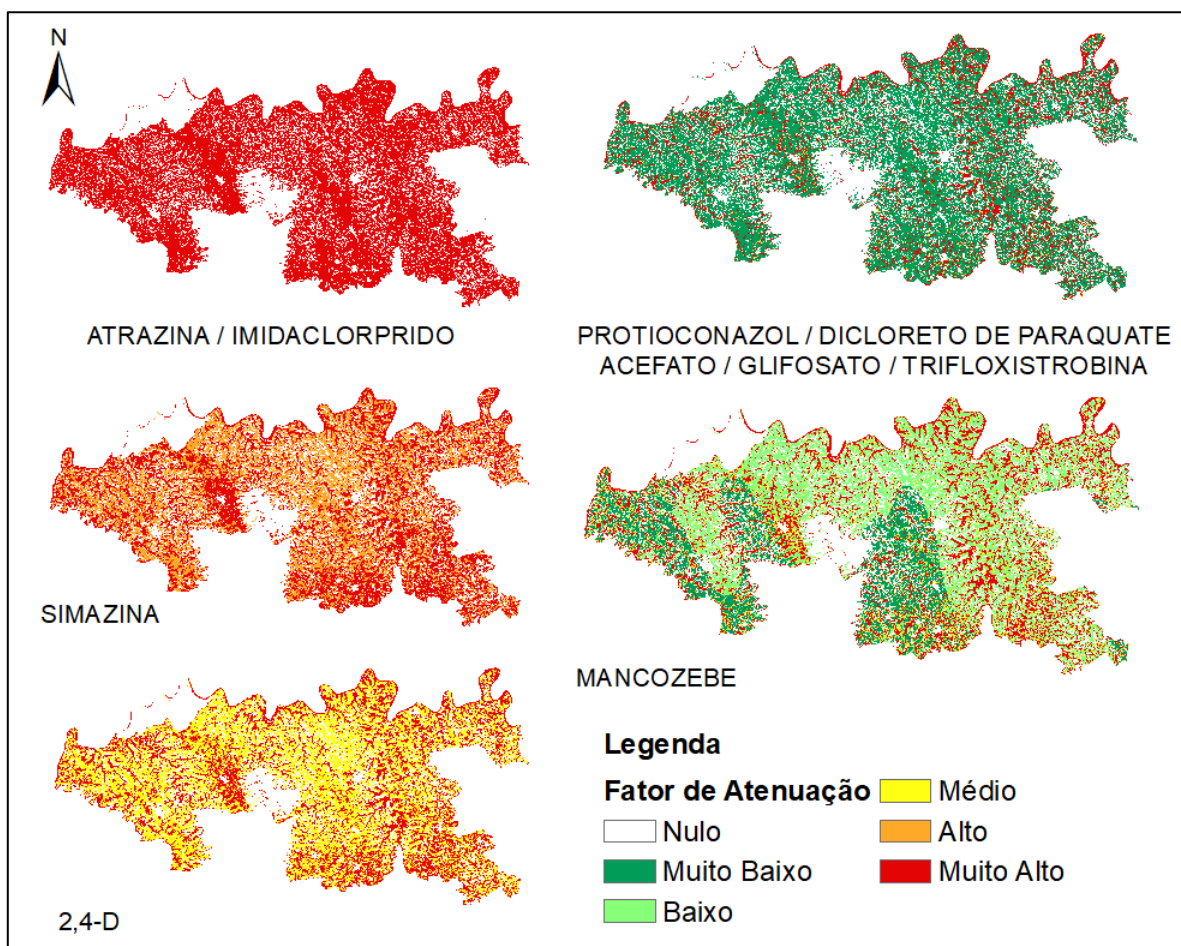 N
ATRAZINA / IMIDACLORPRIDO
PROTIOCONAZOL / DICLORETO DE PARAQUATE
ACEFATO / GLIFOSATO / TRIFLOXISTROBINA
SIMAZINA
MANCOZEBE
2,4-D
Legenda
Fator de Atenuação
Nulo
Muito Baixo
Baixo
Médio
Alto
Muito Alto